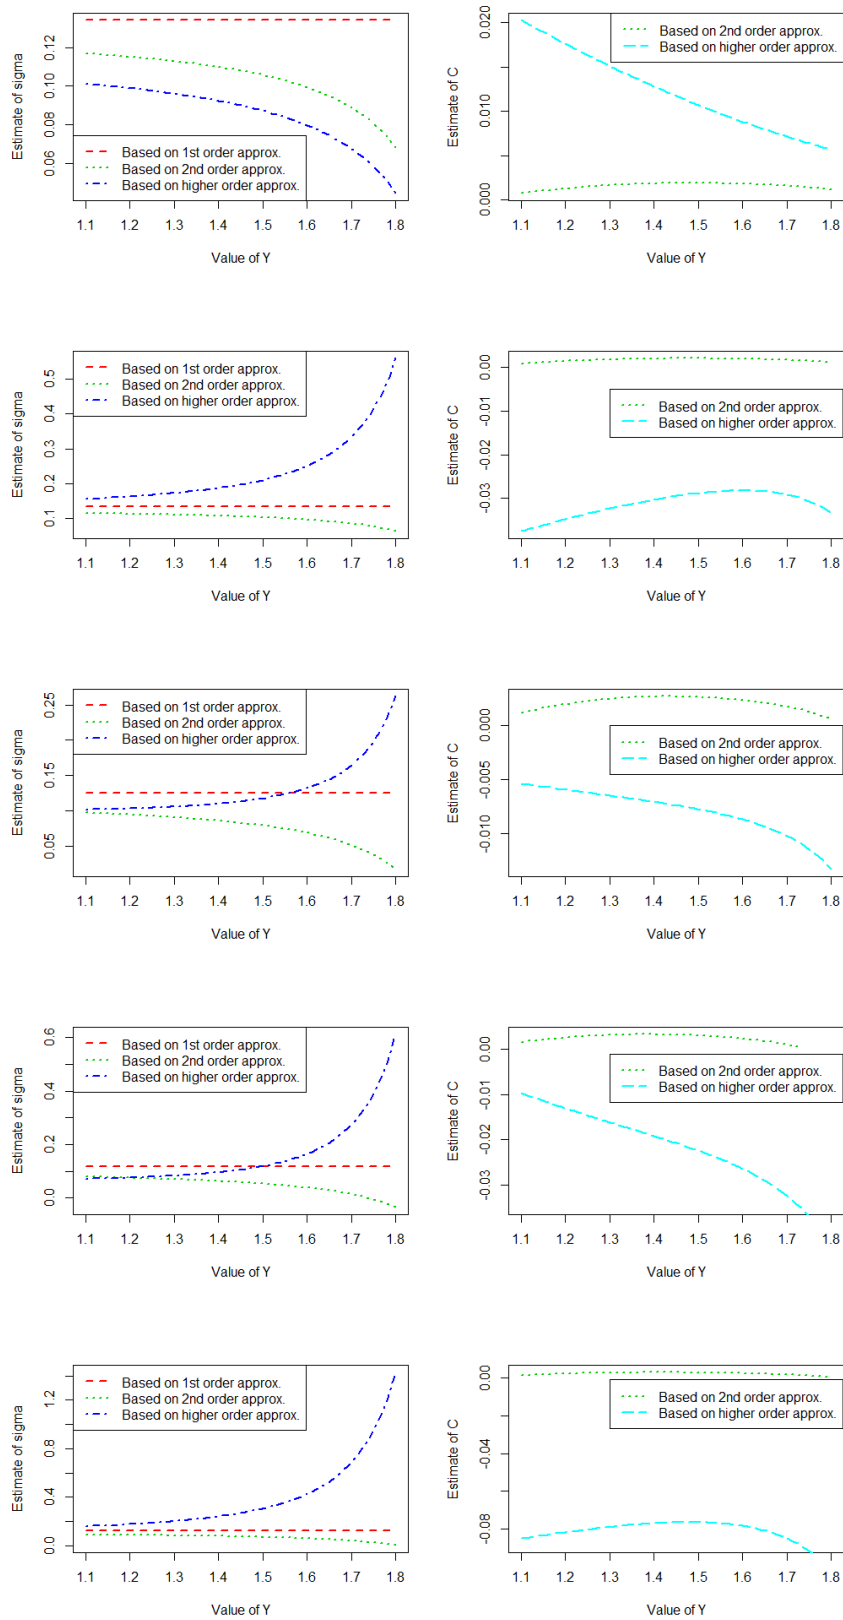 Estimate of sigma
0.06 0.08 0.10 0.12
Based on 1st order approx.
Based on 2nd order approx.
Based on higher order approx.
1.1 1.2 1.3 1.4 1.5 1.6 1.7 1.8
Value of Y
Estimate of C
0.000 0.010 0.020
Based on 2nd order approx.
Based on higher order approx.
1.1 1.2 1.3 1.4 1.5 1.6 1.7 1.8
Value of Y
Estimate of sigma
0.1 0.2 0.3 0.4 0.5
Based on 1st order approx.
Based on 2nd order approx.
Based on higher order approx.
1.1 1.2 1.3 1.4 1.5 1.6 1.7 1.8
Value of Y
Estimate of C
-0.03 -0.02 -0.01 0.00
Based on 2nd order approx.
Based on higher order approx.
1.1 1.2 1.3 1.4 1.5 1.6 1.7 1.8
Value of Y
Estimate of sigma
0.05 0.15 0.25
Based on 1st order approx.
Based on 2nd order approx.
Based on higher order approx.
1.1 1.2 1.3 1.4 1.5 1.6 1.7 1.8
Value of Y
Estimate of C
-0.010 -0.005 0.000
Based on 2nd order approx.
Based on higher order approx.
1.1 1.2 1.3 1.4 1.5 1.6 1.7 1.8
Value of Y
Estimate of sigma
0.0 0.2 0.4 0.6
Based on 1st order approx.
Based on 2nd order approx.
Based on higher order approx.
1.1 1.2 1.3 1.4 1.5 1.6 1.7 1.8
Value of Y
Estimate of C
-0.03 -0.02 -0.01 0.00
Based on 2nd order approx.
Based on higher order approx.
1.1 1.2 1.3 1.4 1.5 1.6 1.7 1.8
Value of Y
Estimate of sigma
0.0 0.4 0.8 1.2
Based on 1st order approx.
Based on 2nd order approx.
Based on higher order approx.
1.1 1.2 1.3 1.4 1.5 1.6 1.7 1.8
Value of Y
Estimate of C
-0.08 -0.04 0.00
Based on 2nd order approx.
Based on higher order approx.
1.1 1.2 1.3 1.4 1.5 1.6 1.7 1.8
Value of Y